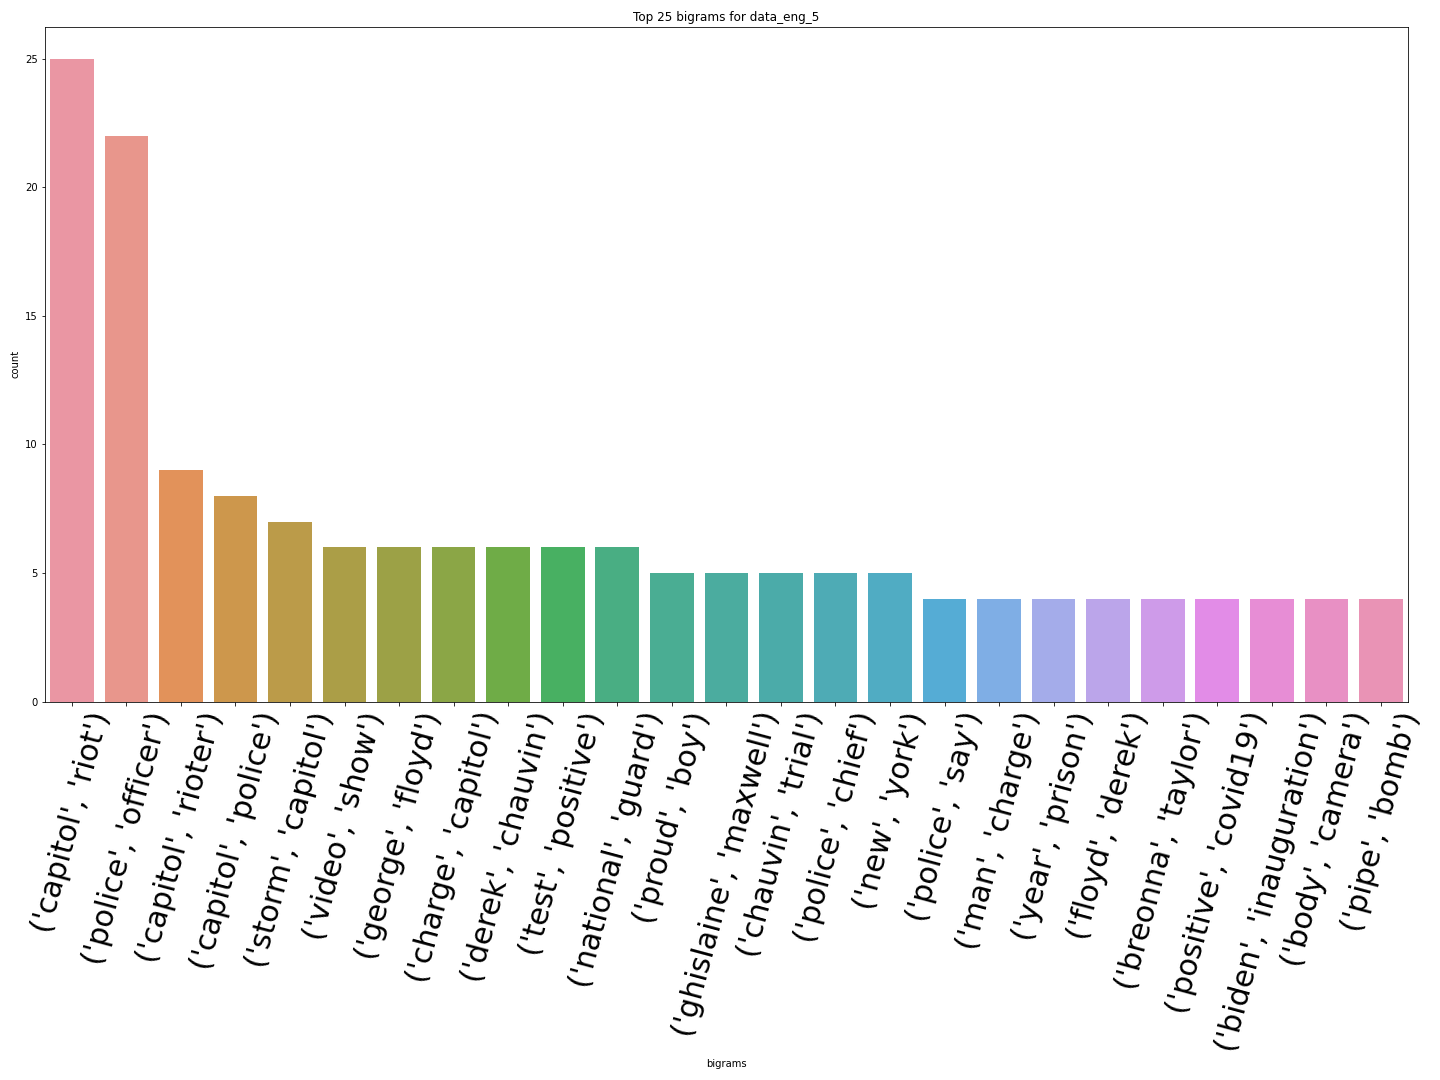 Top 25 bigrams for data_eng_5
count
25
20
15
10
5
0
('capitol', 'riot')
('police', 'officer')
('capitol', 'rioter')
('capitol', 'police')
('storm', 'capitol')
('video', 'show')
('george', 'floyd')
('charge', 'capitol')
('derek', 'chauvin')
('test', 'positive')
('national', 'guard')
('proud', 'boy')
('ghislaine', 'maxwell')
('chauvin', 'trial')
('police', 'chief')
('new', 'york')
('police', 'say')
('man', 'charge')
('year', 'prison')
('floyd', 'derek')
('breonna', 'taylor')
('positive', 'covid19')
('biden', 'inauguration')
('body', 'camera')
('pipe', 'bomb')
bigrams